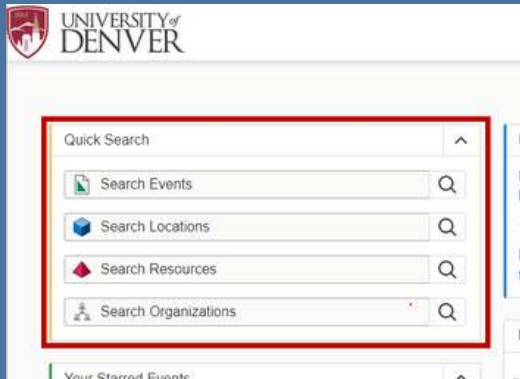 UNIVERSITY of
DENVER
Quick Search
Search Events
Search Locations
Search Resources
Search Organizations
Your Starred Events